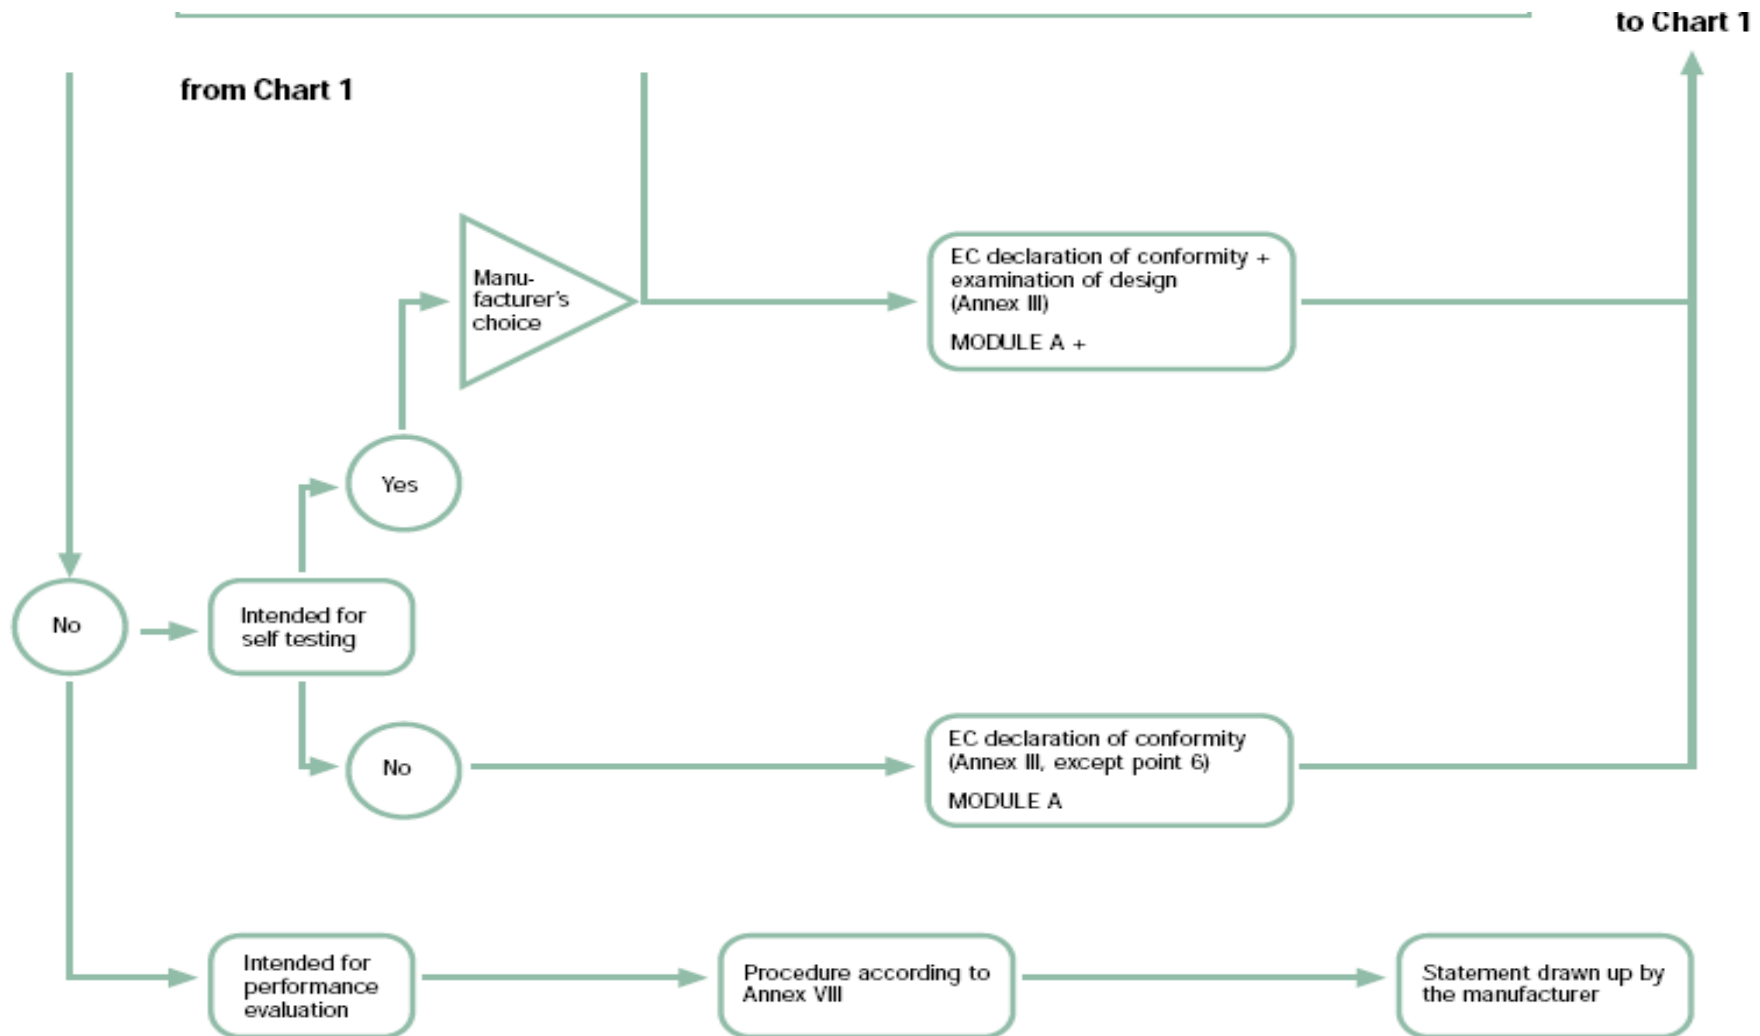 to Chart 1
from Chart 1
Manu-
facturer's
choice
EC declaration of conformity +
examination of design
(Annex III)
MODULE A +
Yes
No
Intended for
self testing
No
EC declaration of conformity
(Annex III, except point 6)
MODULE A
Intended for
performance
evaluation
Procedure according to
Annex VIII
Statement drawn up by
the manufacturer